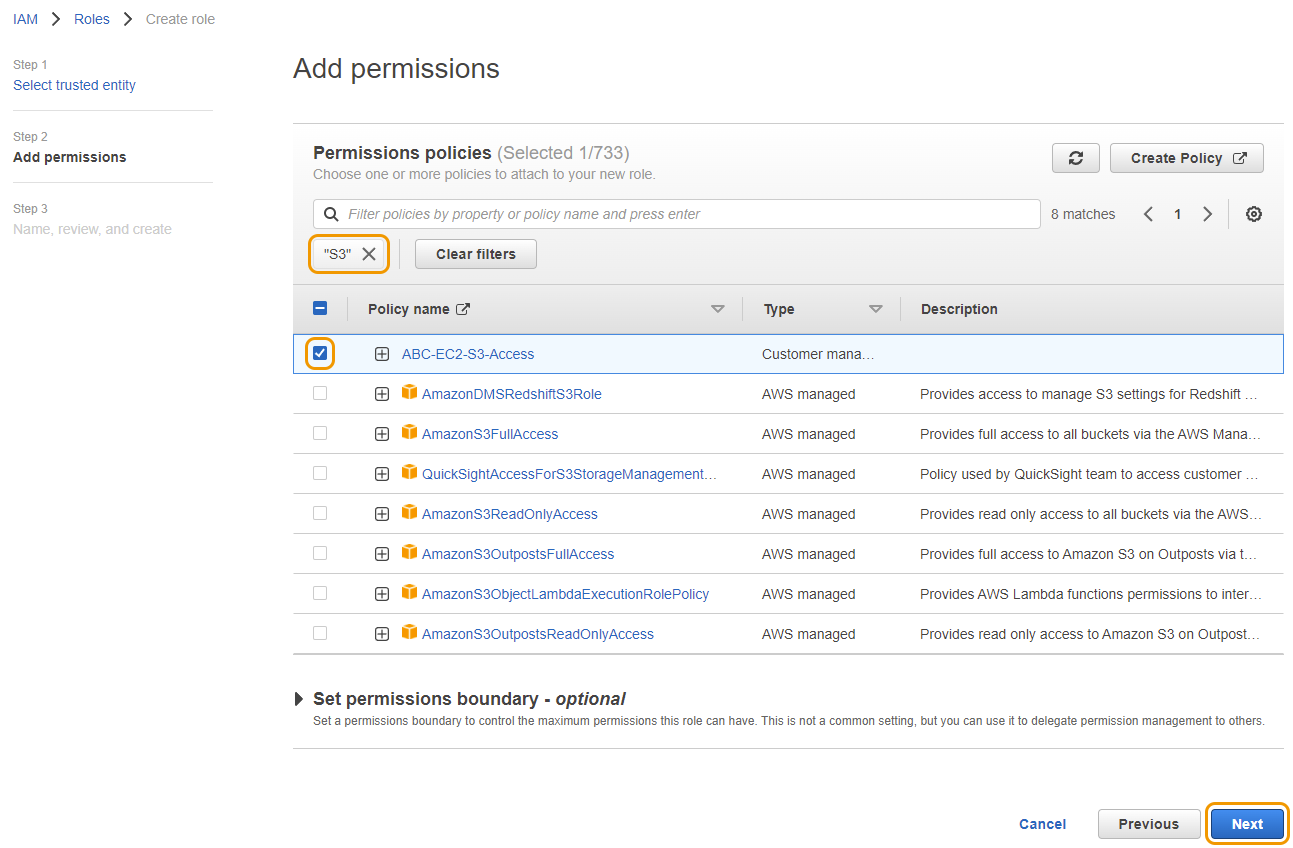 IAM > Roles > Create role
Step 1
Select trusted entity
Step 2
Add permissions
Step 3
Name, review, and create
Add permissions
Permissions policies (Selected 1/733)
Choose one or more policies to attach to your new role.
Create Policy
Filter policies by property or policy name and press enter
8 matches
1
"S3"
Clear filters
Policy name Type Description
ABC-EC2-S3-Access Customer mana…
AmazonDMSRedshiftS3Role AWS managed Provides access to manage S3 settings for Redshift …
AmazonS3FullAccess AWS managed Provides full access to all buckets via the AWS Mana…
QuickSightAccessForS3StorageManagement… AWS managed Policy used by QuickSight team to access customer …
AmazonS3ReadOnlyAccess AWS managed Provides read only access to all buckets via the AWS…
AmazonS3OutpostsFullAccess AWS managed Provides full access to Amazon S3 on Outposts via t…
AmazonS3ObjectLambdaExecutionRolePolicy AWS managed Provides AWS Lambda functions permissions to inter…
AmazonS3OutpostsReadOnlyAccess AWS managed Provides read only access to Amazon S3 on Outpost…
Set permissions boundary - optional
Set a permissions boundary to control the maximum permissions this role can have. This is not a common setting, but you can use it to delegate permission management to others.
Cancel
Previous
Next